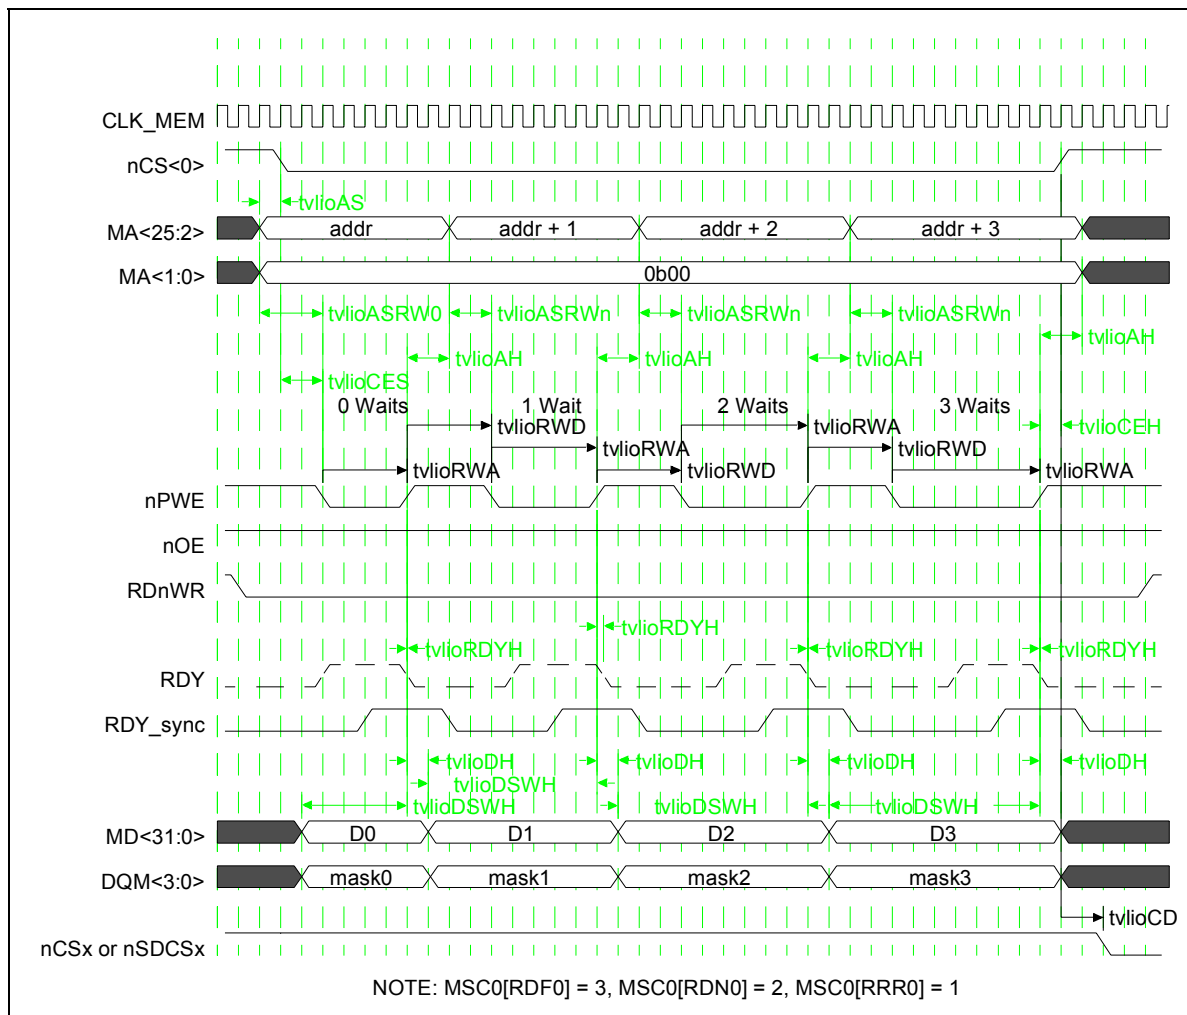 CLK_MEM
nCS<0>
tvlioAS
MA<25:2> addr addr + 1 addr + 2 addr + 3
MA<1:0> 0b00
tvlioASRW0 tvlioASRWn tvlioASRWn tvlioASRWn
tvlioAH
tvlioAH tvlioAH tvlioAH
tvlioCES
0 Waits 1 Wait 2 Waits 3 Waits
tvlioRWD tvlioRWA tvlioCEH
tvlioRWA tvlioRWD
tvlioRWA tvlioRWD tvlioRWA
nPWE
nOE
RDnWR
tvlioRDYH
tvlioRDYH tvlioRDYH tvlioRDYH
RDY
RDY_sync
tvlioDH tvlioDH tvlioDH tvlioDH
tvlioDSWH
tvlioDSWH tvlioDSWH tvlioDSWH
MD<31:0> D0 D1 D2 D3
DQM<3:0> mask0 mask1 mask2 mask3
tvlioCD
nCSx or nSDCSx
NOTE: MSC0[RDF0] = 3, MSC0[RDN0] = 2, MSC0[RRR0] = 1